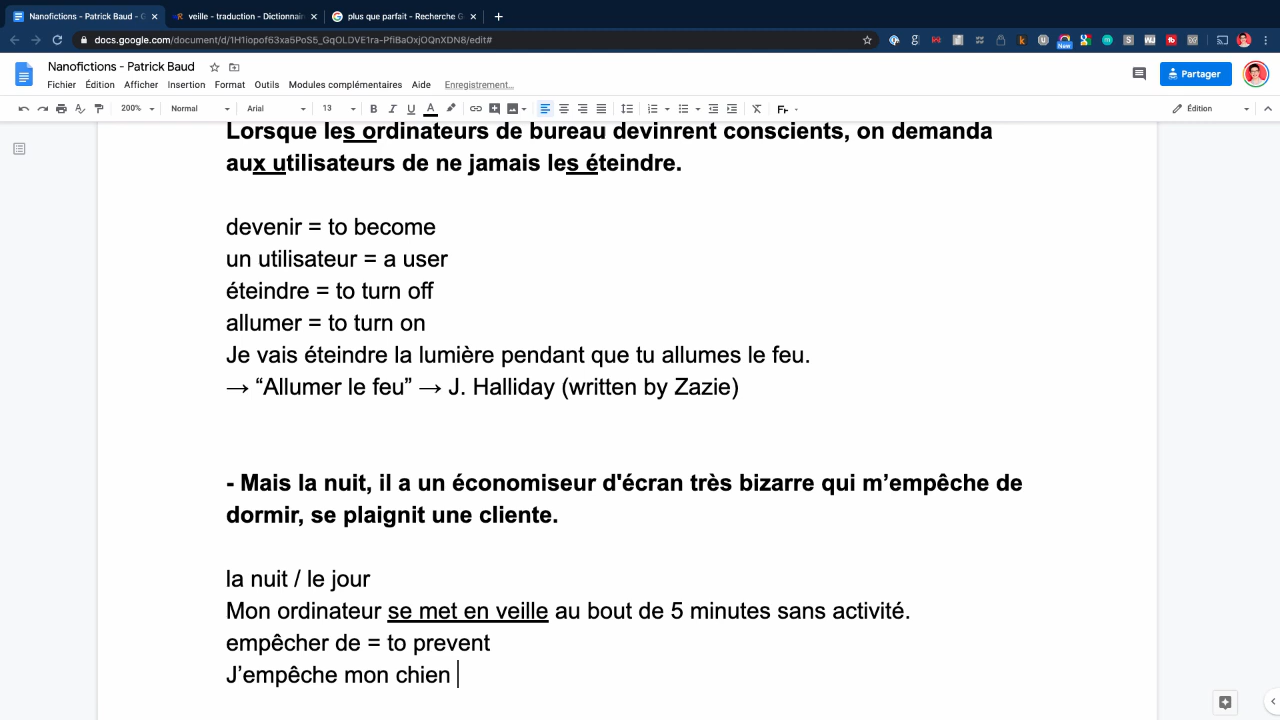 Nanofictions - Patrick Baud - G
veille - traduction - Dictionnair
plus que parfait - Recherche G
docs.google.com/document/d/1H1lopof63xa5PoS5_GqOLDVE1ra-PfiBaOxjOQnXDN8/edit#
Nanofictions - Patrick Baud
Fichier Édition Afficher Insertion Format Outils Modules complémentaires Aide Enregistrement...
Partager
200% Normal Arial 13 B I U A Édition
Lorsque les ordinateurs de bureau devinrent conscients, on demanda
aux utilisateurs de ne jamais les éteindre.
devenir = to become
un utilisateur = a user
éteindre = to turn off
allumer = to turn on
Je vais éteindre la lumière pendant que tu allumes le feu.
→ “Allumer le feu” → J. Halliday (written by Zazie)
- Mais la nuit, il a un économiseur d'écran très bizarre qui m’empêche de
dormir, se plaignit une cliente.
la nuit / le jour
Mon ordinateur se met en veille au bout de 5 minutes sans activité.
empêcher de = to prevent
J’empêche mon chien